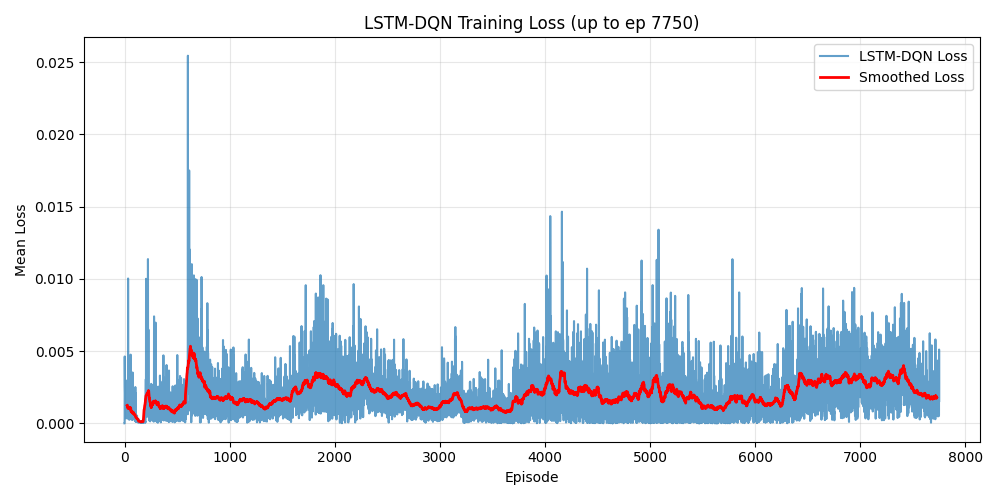 LSTM-DQN Training Loss (up to ep 7750)
LSTM-DQN Loss
Smoothed Loss
Mean Loss
0.025
0.020
0.015
0.010
0.005
0.000
0 1000 2000 3000 4000 5000 6000 7000 8000
Episode